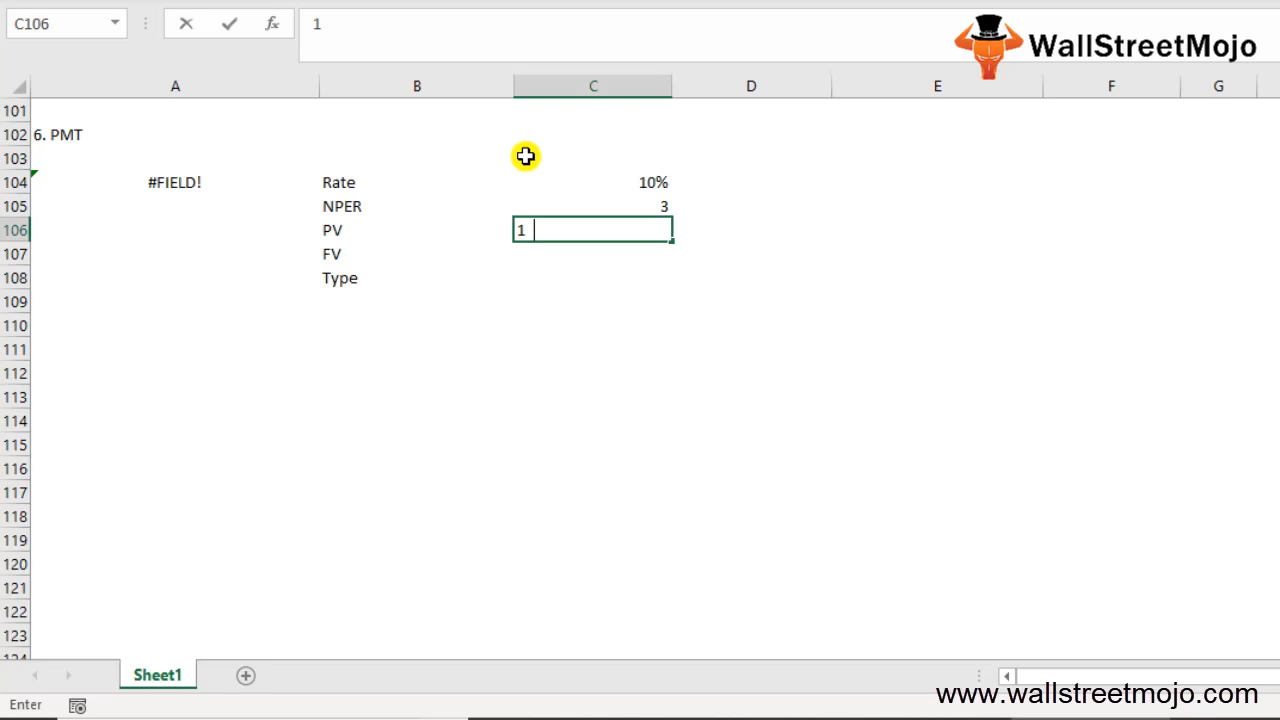 C106 fx 1
WallStreetMojo
A B C D E F G
101
102 6. PMT
103
104 #FIELD! Rate 10%
105 NPER 3
106 PV 1
107 FV
108 Type
109
110
111
112
113
114
115
116
117
118
119
120
121
122
123
124
Sheet1
www.wallstreetmojo.com
Enter